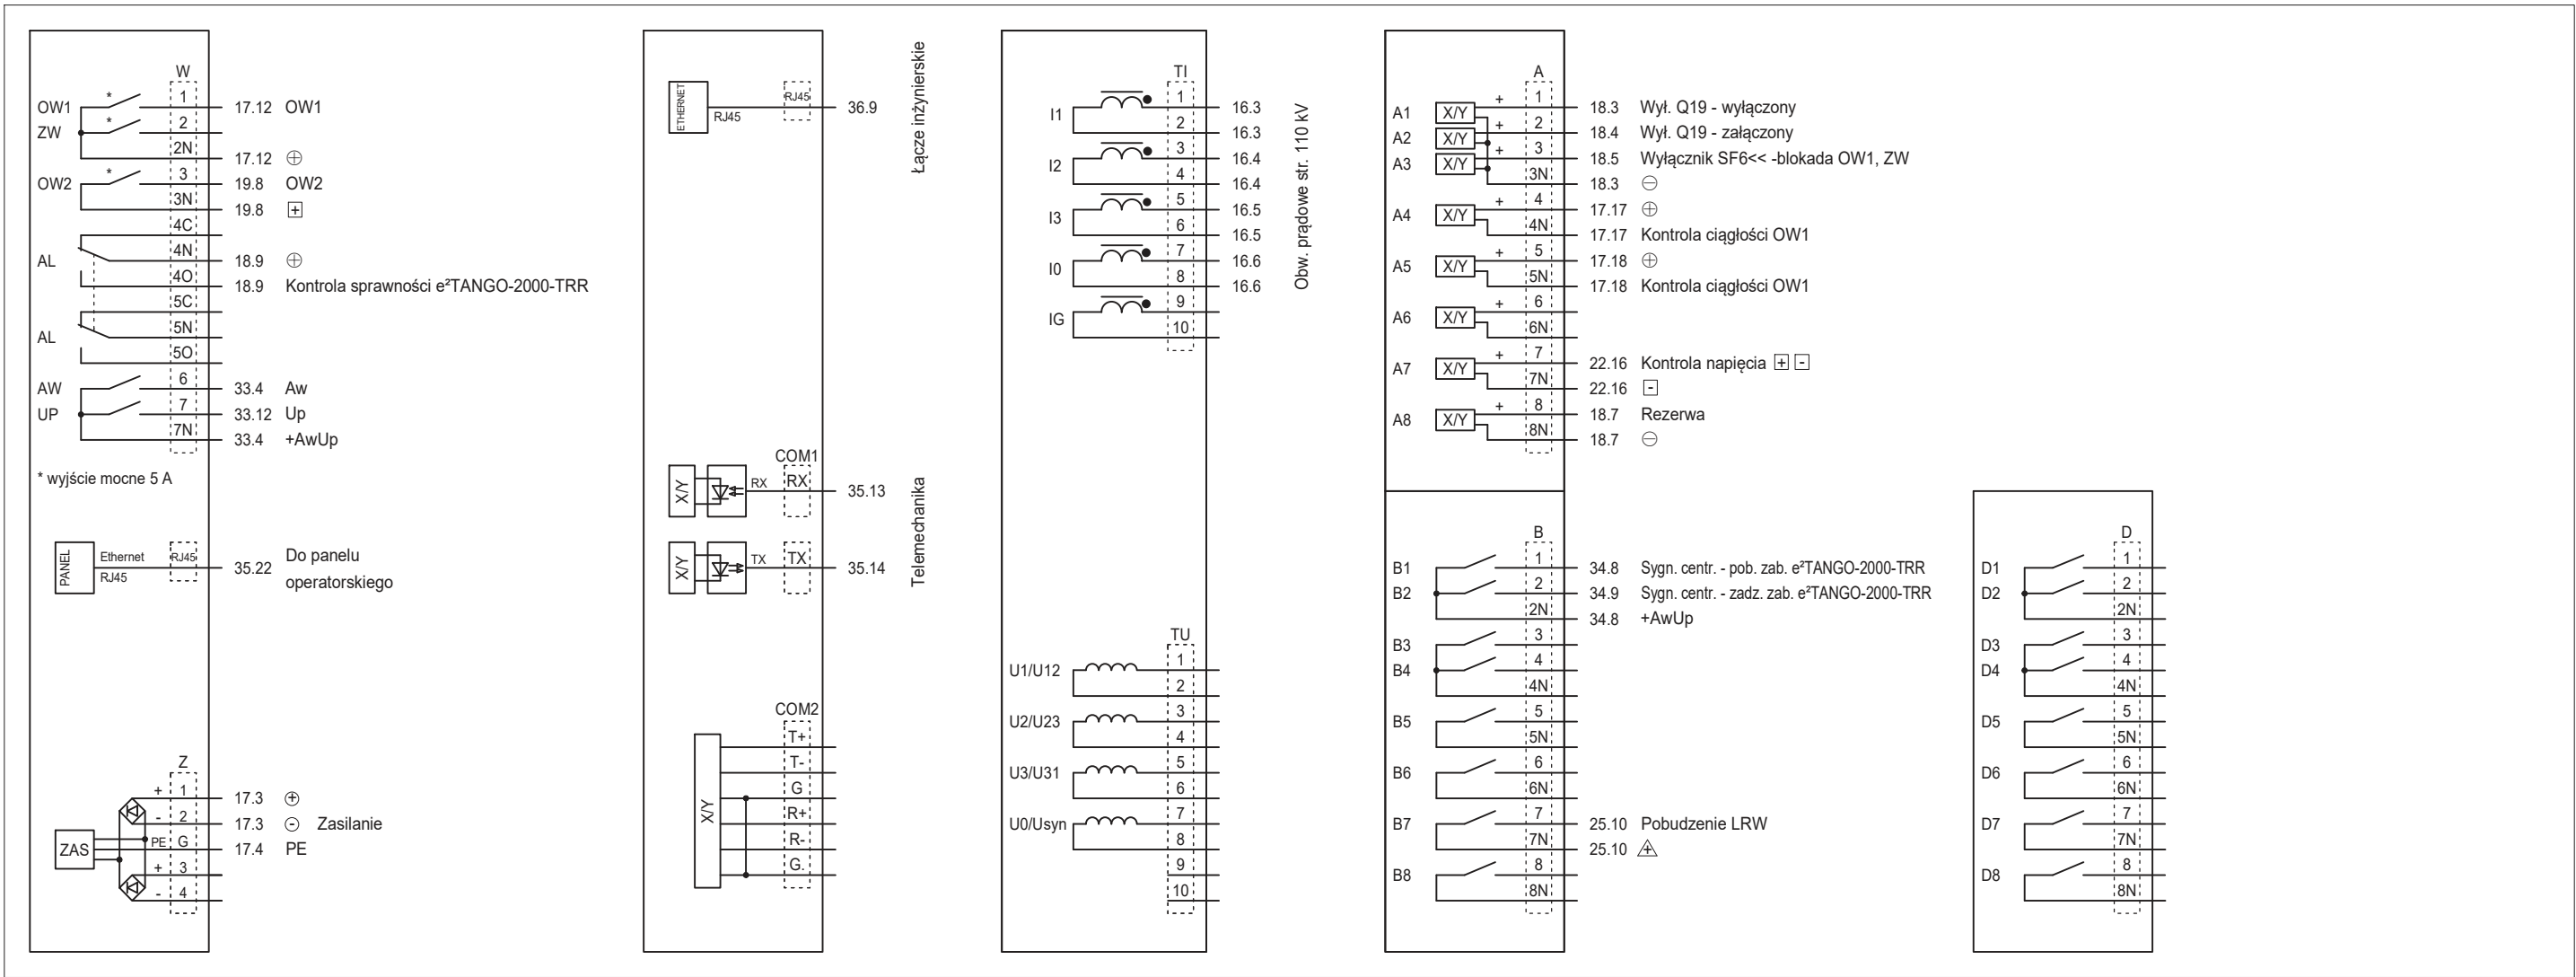 W
OW1 * 1 17.12 OW1
ZW * 2
2N 17.12 ⊕
OW2 * 3 19.8 OW2
3N 19.8 +
4C
AL 4N 18.9 ⊕
4O 18.9 Kontrola sprawności e²TANGO-2000-TRR
5C
AL 5N
5O
AW 6 33.4 Aw
UP 7 33.12 Up
7N 33.4 +AwUp
* wyjście mocne 5 A
PANEL Ethernet RJ45 RJ45 35.22 Do panelu
operatorskiego
Z
+ 1 17.3 ⊕
- 2 17.3 ⊖ Zasilanie
ZAS PE G 17.4 PE
+ 3
- 4
ETHERNET RJ45 RJ45 36.9
Łącze inżynierskie
COM1
X/Y RX RX 35.13
X/Y TX TX 35.14
Telemechanika
COM2
X/Y
T+
T-
G
R+
R-
G.
TI
I1 1 16.3
2 16.3
I2 3 16.4
4 16.4
I3 5 16.5
6 16.5
I0 7 16.6
8 16.6
IG 9
10
Obw. prądowe str. 110 kV
TU
U1/U12 1
2
U2/U23 3
4
U3/U31 5
6
U0/Usyn 7
8
9
10
A
A1 X/Y + 1 18.3 Wył. Q19 - wyłączony
A2 X/Y + 2 18.4 Wył. Q19 - załączony
A3 X/Y + 3 18.5 Wyłącznik SF6<< -blokada OW1, ZW
3N 18.3 ⊖
A4 X/Y + 4 17.17 ⊕
4N 17.17 Kontrola ciągłości OW1
A5 X/Y + 5 17.18 ⊕
5N 17.18 Kontrola ciągłości OW1
A6 X/Y + 6
6N
A7 X/Y + 7 22.16 Kontrola napięcia + -
7N 22.16 -
A8 X/Y + 8 18.7 Rezerwa
8N 18.7 ⊖
B
B1 1 34.8 Sygn. centr. - pob. zab. e²TANGO-2000-TRR
B2 2 34.9 Sygn. centr. - zadz. zab. e²TANGO-2000-TRR
2N 34.8 +AwUp
B3 3
B4 4
4N
B5 5
5N
B6 6
6N
B7 7 25.10 Pobudzenie LRW
7N 25.10 +
B8 8
8N
D
D1 1
D2 2
2N
D3 3
D4 4
4N
D5 5
5N
D6 6
6N
D7 7
7N
D8 8
8N